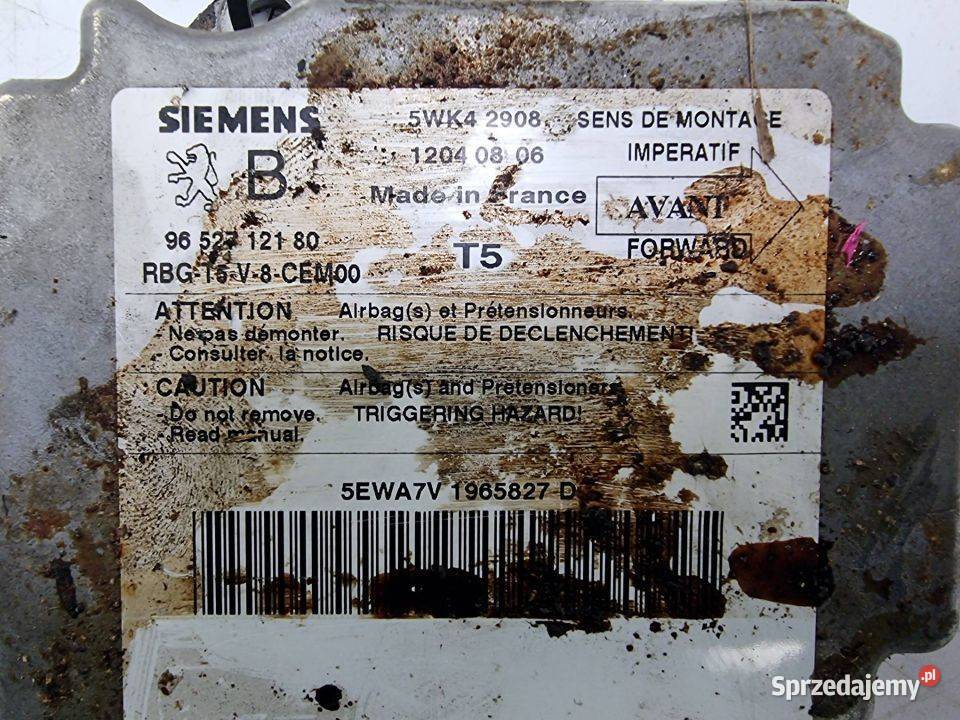 SIEMENS 5WK4 2908 SENS DE MONTAGE
B 1204 08 06 IMPERATIF
Made in France AVANT
96 527 121 80 T5 FORWARD
RBG 15-V-8-CEM00
ATTENTION Airbag(s) et Prétensionneurs.
- Ne pas démonter. RISQUE DE DECLENCHEMENT!
- Consulter la notice.
CAUTION Airbag(s) and Pretensioners
- Do not remove. TRIGGERING HAZARD!
- Read manual.
5EWA7V 1965827 D
Sprzedajemy.pl